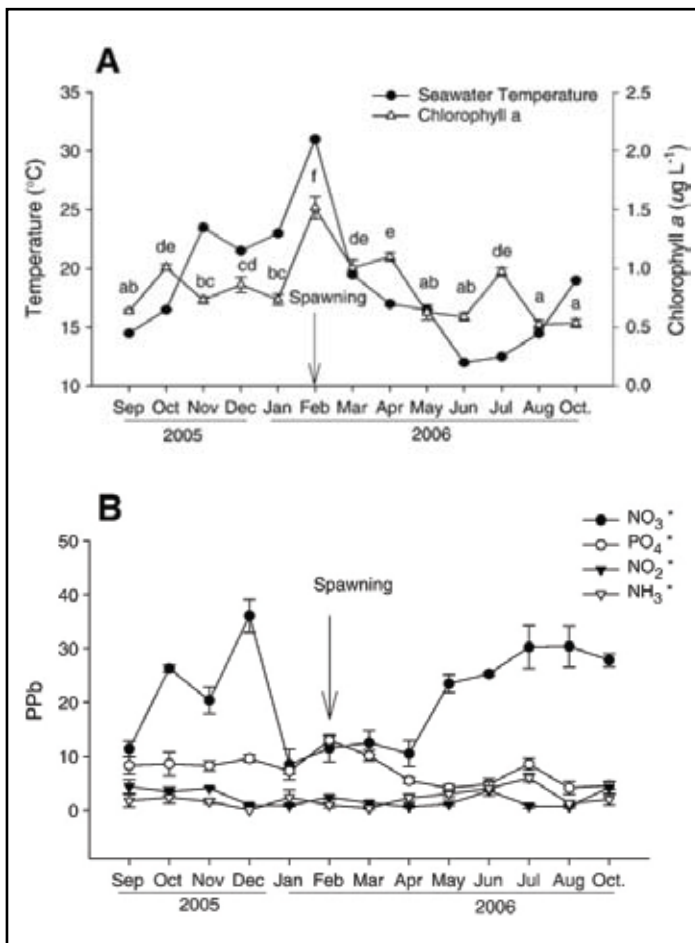 A
Seawater Temperature
Chlorophyll a
35
30
25
20
15
10
Temperature (°C)
2.5
2.0
1.5
1.0
0.5
0.0
Chlorophyll a (ug L-1)
ab
de
bc
cd
bc
f
de
e
ab
ab
de
a
a
Spawning
Sep Oct Nov Dec Jan Feb Mar Apr May Jun Jul Aug Oct.
2005 2006
B
NO3 *
PO4 *
NO2 *
NH3 *
Spawning
50
40
30
20
10
0
PPb
Sep Oct Nov Dec Jan Feb Mar Apr May Jun Jul Aug Oct.
2005 2006